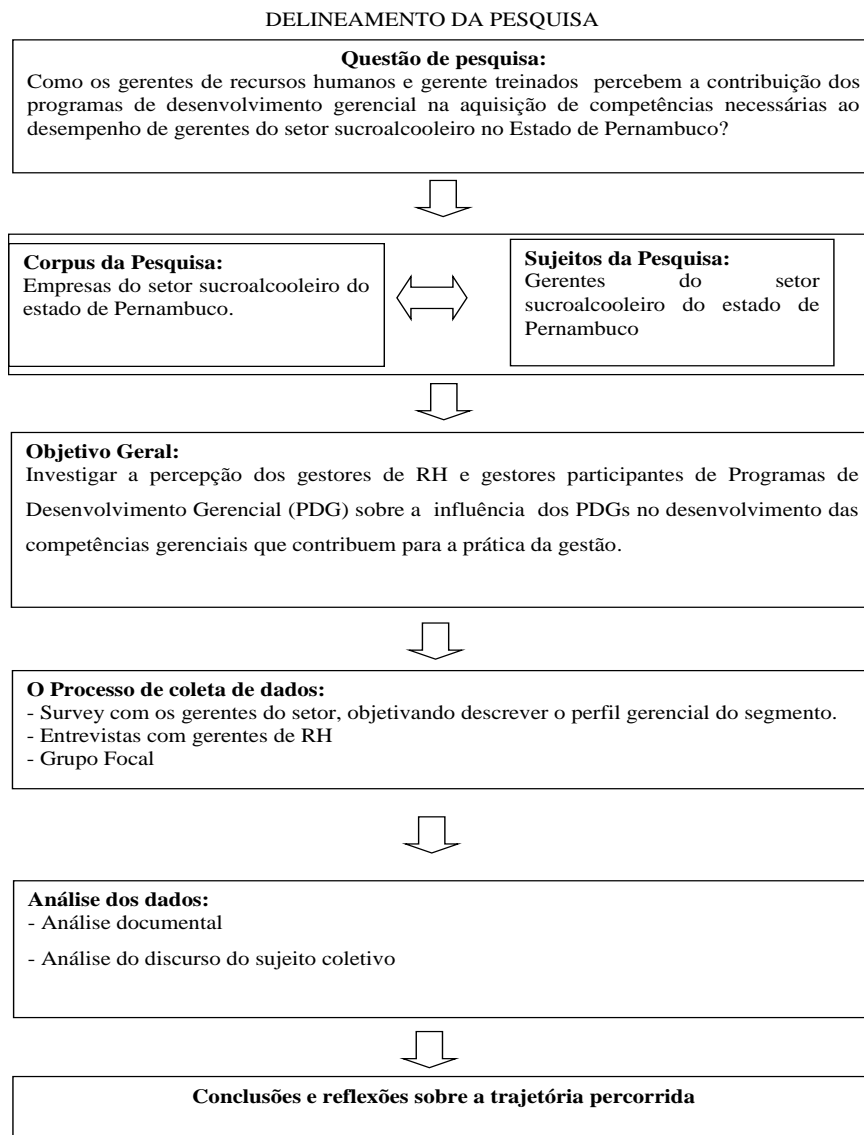 DELINEAMENTO DA PESQUISA
Questão de pesquisa:
Como os gerentes de recursos humanos e gerente treinados percebem a contribuição dos
programas de desenvolvimento gerencial na aquisição de competências necessárias ao
desempenho de gerentes do setor sucroalcooleiro no Estado de Pernambuco?
Corpus da Pesquisa:
Empresas do setor sucroalcooleiro do
estado de Pernambuco.
Sujeitos da Pesquisa:
Gerentes do setor
sucroalcooleiro do estado de
Pernambuco
Objetivo Geral:
Investigar a percepção dos gestores de RH e gestores participantes de Programas de
Desenvolvimento Gerencial (PDG) sobre a influência dos PDGs no desenvolvimento das
competências gerenciais que contribuem para a prática da gestão.
O Processo de coleta de dados:
- Survey com os gerentes do setor, objetivando descrever o perfil gerencial do segmento.
- Entrevistas com gerentes de RH
- Grupo Focal
Análise dos dados:
- Análise documental
- Análise do discurso do sujeito coletivo
Conclusões e reflexões sobre a trajetória percorrida